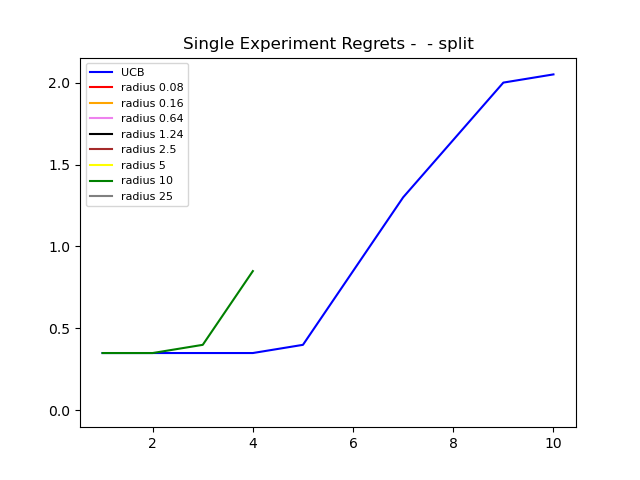 Single Experiment Regrets -  - split
UCB
radius 0.08
radius 0.16
radius 0.64
radius 1.24
radius 2.5
radius 5
radius 10
radius 25
2.0
1.5
1.0
0.5
0.0
2 4 6 8 10